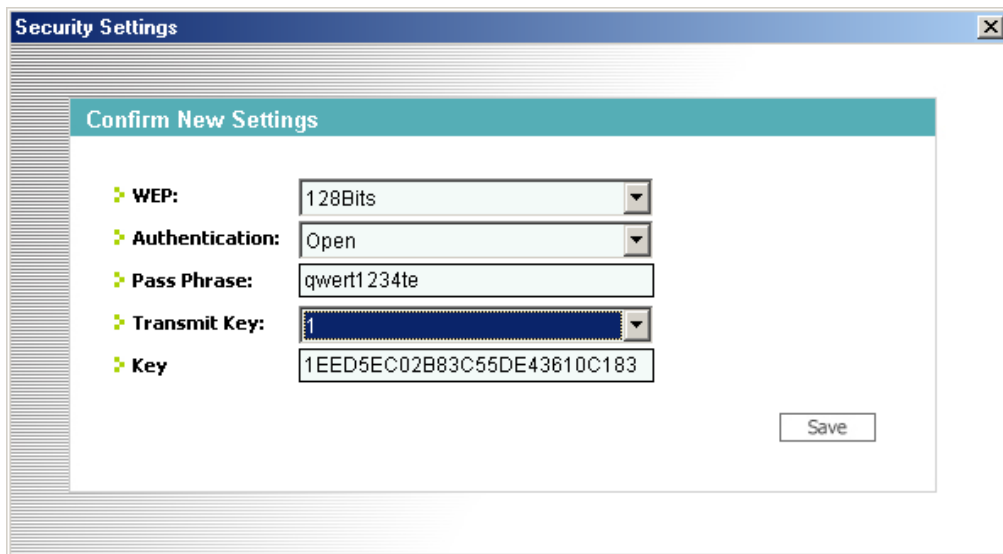 Security Settings
Confirm New Settings
WEP: 128Bits
Authentication: Open
Pass Phrase: qwert1234te
Transmit Key: 1
Key 1EED5EC02B83C55DE43610C183
Save